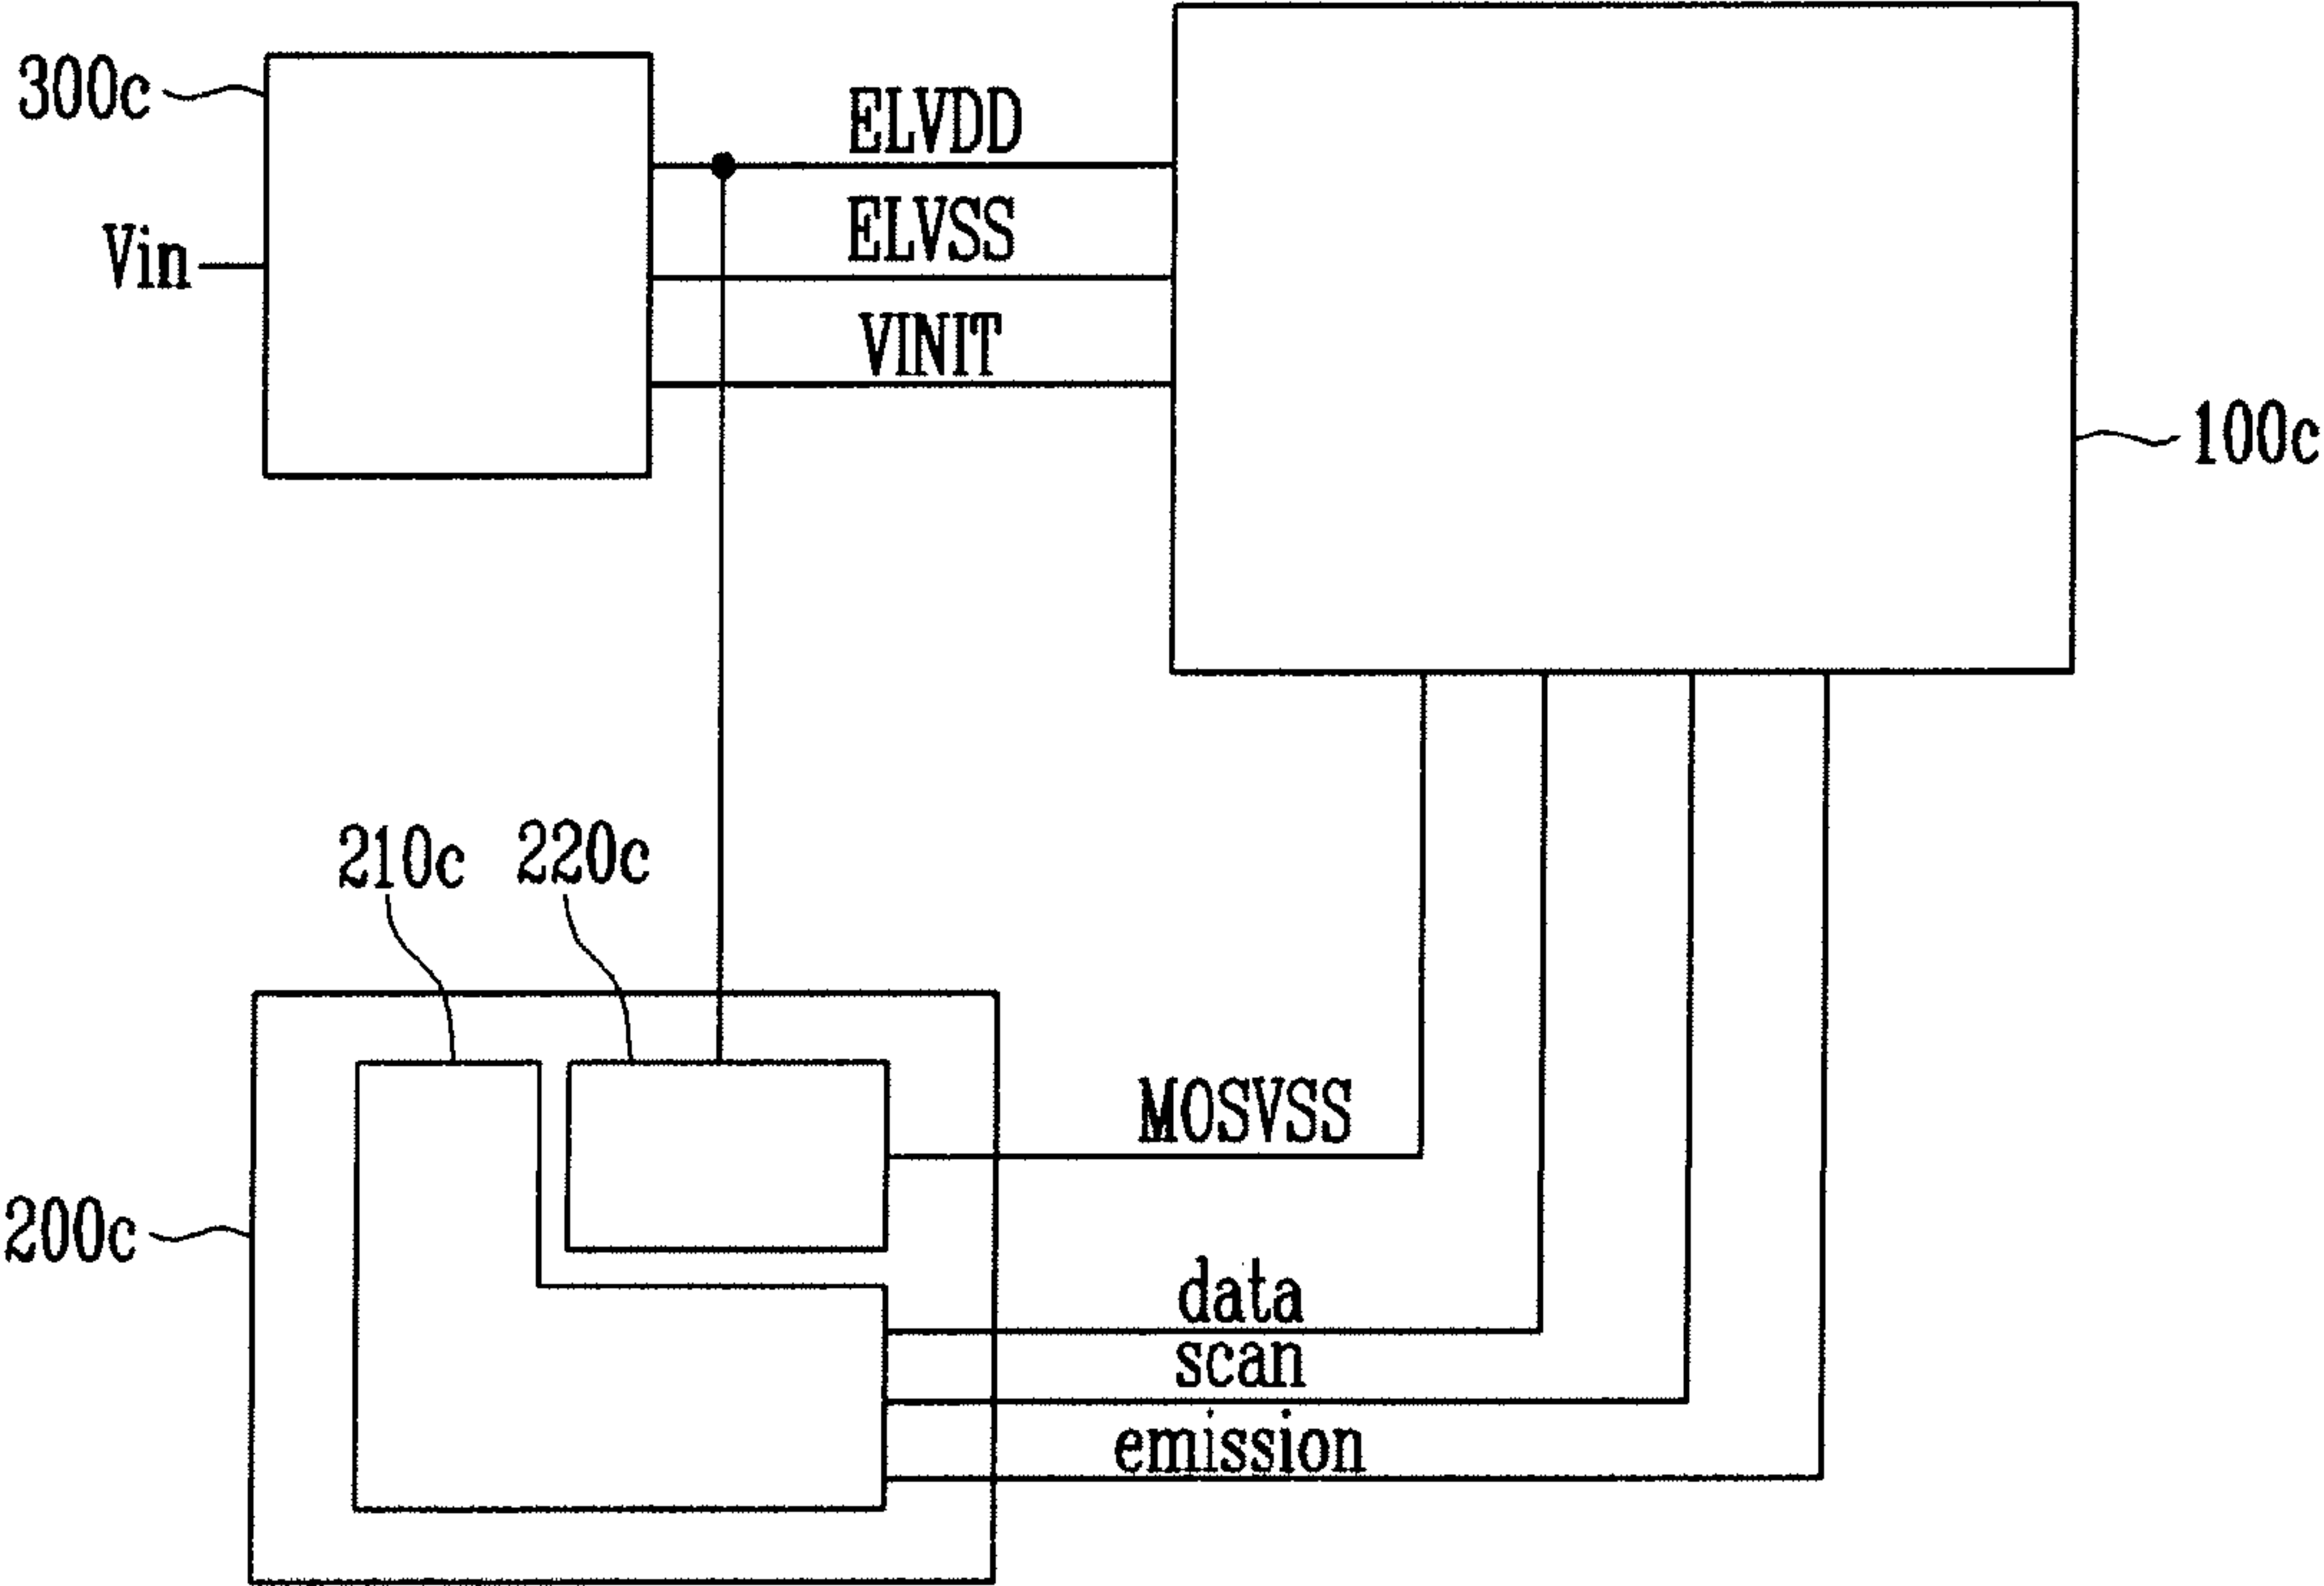 300c
ELVDD
ELVSS
Vin
VINIT
100c
210c
220c
MOSVSS
200c
data
scan
emission